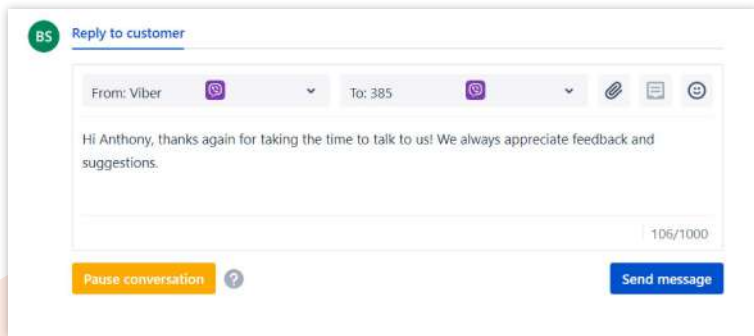 BS Reply to customer
From: Viber To: 385
Hi Anthony, thanks again for taking the time to talk to us! We always appreciate feedback and
suggestions.
106/1000
Pause conversation ? Send message